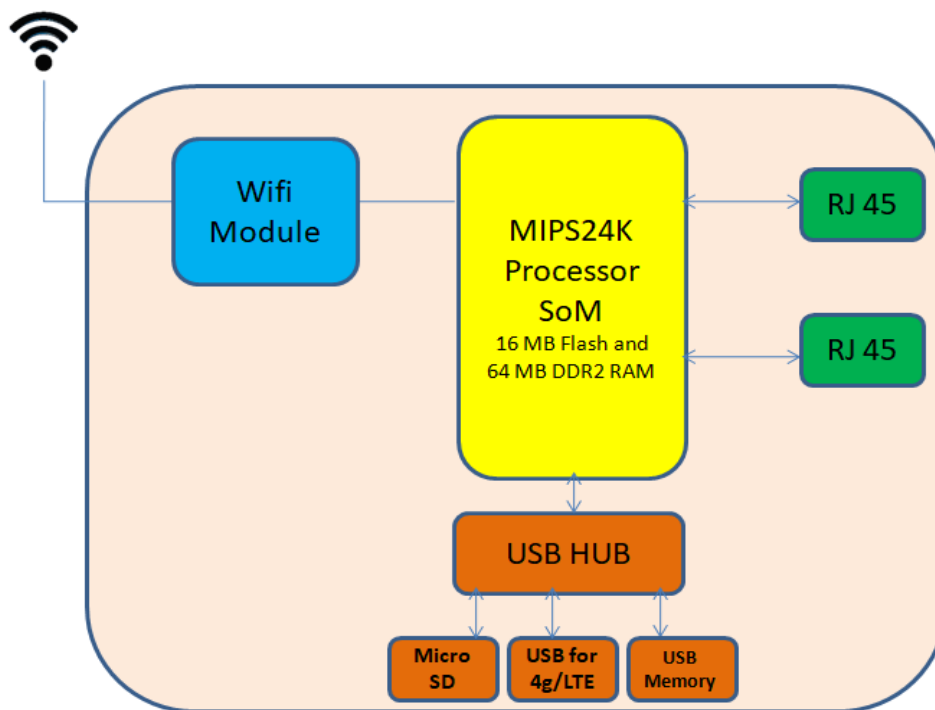 Wifi
Module
MIPS24K
Processor
SoM
16 MB Flash and
64 MB DDR2 RAM
RJ 45
RJ 45
USB HUB
Micro
SD
USB for
4g/LTE
USB
Memory